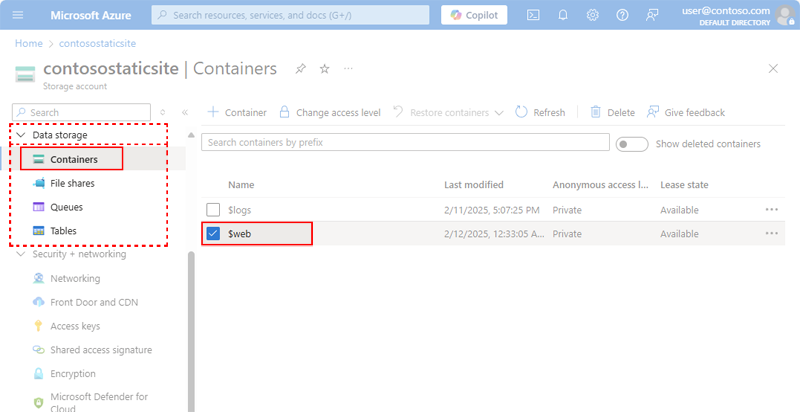 Microsoft Azure
Search resources, services, and docs (G+/)
Copilot
user@contoso.com
DEFAULT DIRECTORY
Home > contosostaticsite
contosostaticsite | Containers
Storage account
Search
Container
Change access level
Restore containers
Refresh
Delete
Give feedback
Data storage
Containers
File shares
Queues
Tables
Security + networking
Networking
Front Door and CDN
Access keys
Shared access signature
Encryption
Microsoft Defender for
Cloud
Search containers by prefix
Show deleted containers
Name Last modified Anonymous access l... Lease state
$logs 2/11/2025, 5:07:25 PM Private Available
$web 2/12/2025, 12:33:05 A... Private Available